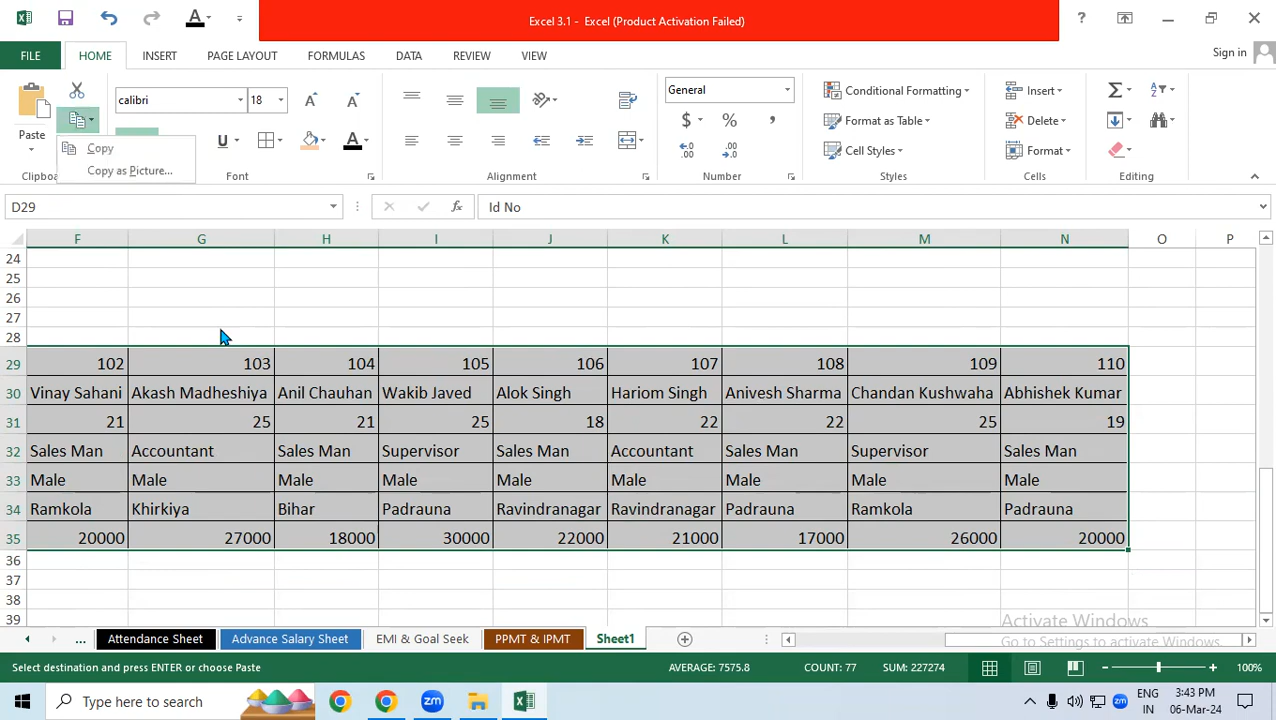 Excel 3.1 - Excel (Product Activation Failed)
A
?
Sign in
FILE HOME INSERT PAGE LAYOUT FORMULAS DATA REVIEW VIEW
calibri 18
General
Conditional Formatting
Insert
Paste
Format as Table
Delete
Copy
U
A
$ % ,
Cell Styles
Format
Copy as Picture...
Clipb
Font Alignment Number Styles Cells Editing
D29 fx Id No
F G H I J K L M N O P
24
25
26
27
28
29 102 103 104 105 106 107 108 109 110
30 Vinay Sahani Akash Madheshiya Anil Chauhan Wakib Javed Alok Singh Hariom Singh Anivesh Sharma Chandan Kushwaha Abhishek Kumar
31 21 25 21 25 18 22 22 25 19
32 Sales Man Accountant Sales Man Supervisor Sales Man Accountant Sales Man Supervisor Sales Man
33 Male Male Male Male Male Male Male Male Male
34 Ramkola Khirkiya Bihar Padrauna Ravindranagar Ravindranagar Padrauna Ramkola Padrauna
35 20000 27000 18000 30000 22000 21000 17000 26000 20000
36
37
38
39
Activate Windows
Go to Settings to activate Windows.
... Attendance Sheet Advance Salary Sheet EMI & Goal Seek PPMT & IPMT Sheet1
Select destination and press ENTER or choose Paste AVERAGE: 7575.8 COUNT: 77 SUM: 227274 100%
Type here to search
ENG 3:43 PM
IN 06-Mar-24